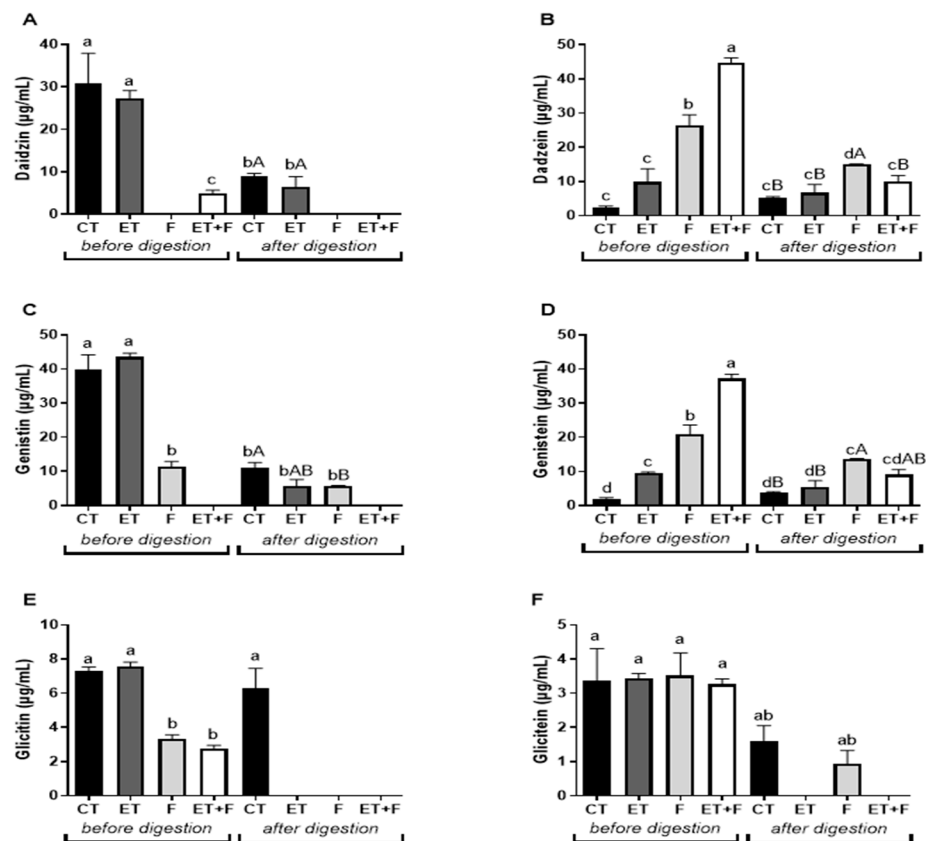 A
Daidzin (µg/mL)
40
30
20
10
0
a
a
c
bA
bA
CT ET F ET+F CT ET F ET+F
before digestion after digestion
B
Dadzein (µg/mL)
50
40
30
20
10
0
c
c
b
a
cB
cB
dA
cB
CT ET F ET+F CT ET F ET+F
before digestion after digestion
C
Genistin (µg/mL)
50
40
30
20
10
0
a
a
b
bA
bAB
bB
CT ET F ET+F CT ET F ET+F
before digestion after digestion
D
Genistein (µg/mL)
50
40
30
20
10
0
d
c
b
a
dB
dB
cA
cdAB
CT ET F ET+F CT ET F ET+F
before digestion after digestion
E
Glicitin (µg/mL)
10
8
6
4
2
0
a
a
b
b
a
CT ET F ET+F CT ET F ET+F
before digestion after digestion
F
Glicitein (µg/mL)
5
4
3
2
1
0
a
a
a
a
ab
ab
CT ET F ET+F CT ET F ET+F
before digestion after digestion